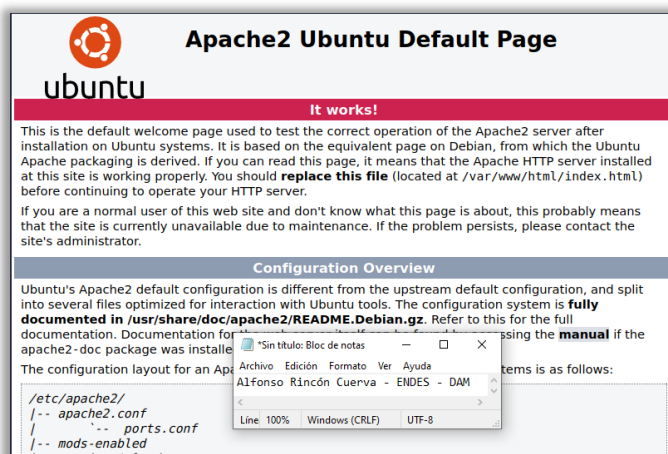 ubuntu
Apache2 Ubuntu Default Page
It works!
This is the default welcome page used to test the correct operation of the Apache2 server after
installation on Ubuntu systems. It is based on the equivalent page on Debian, from which the Ubuntu
Apache packaging is derived. If you can read this page, it means that the Apache HTTP server installed
at this site is working properly. You should replace this file (located at /var/www/html/index.html)
before continuing to operate your HTTP server.
If you are a normal user of this web site and don't know what this page is about, this probably means
that the site is currently unavailable due to maintenance. If the problem persists, please contact the
site's administrator.
Configuration Overview
Ubuntu's Apache2 default configuration is different from the upstream default configuration, and split
into several files optimized for interaction with Ubuntu tools. The configuration system is fully
documented in /usr/share/doc/apache2/README.Debian.gz. Refer to this for the full
documentation. Documentation for the manual if the
apache2-doc package was installe
The configuration layout for an Apa tems is as follows:
/etc/apache2/
|-- apache2.conf
| `-- ports.conf
|-- mods-enabled
*Sin título: Bloc de notas
Archivo Edición Formato Ver Ayuda
Alfonso Rincón Cuerva - ENDES - DAM
Líne 100% Windows (CRLF) UTF-8